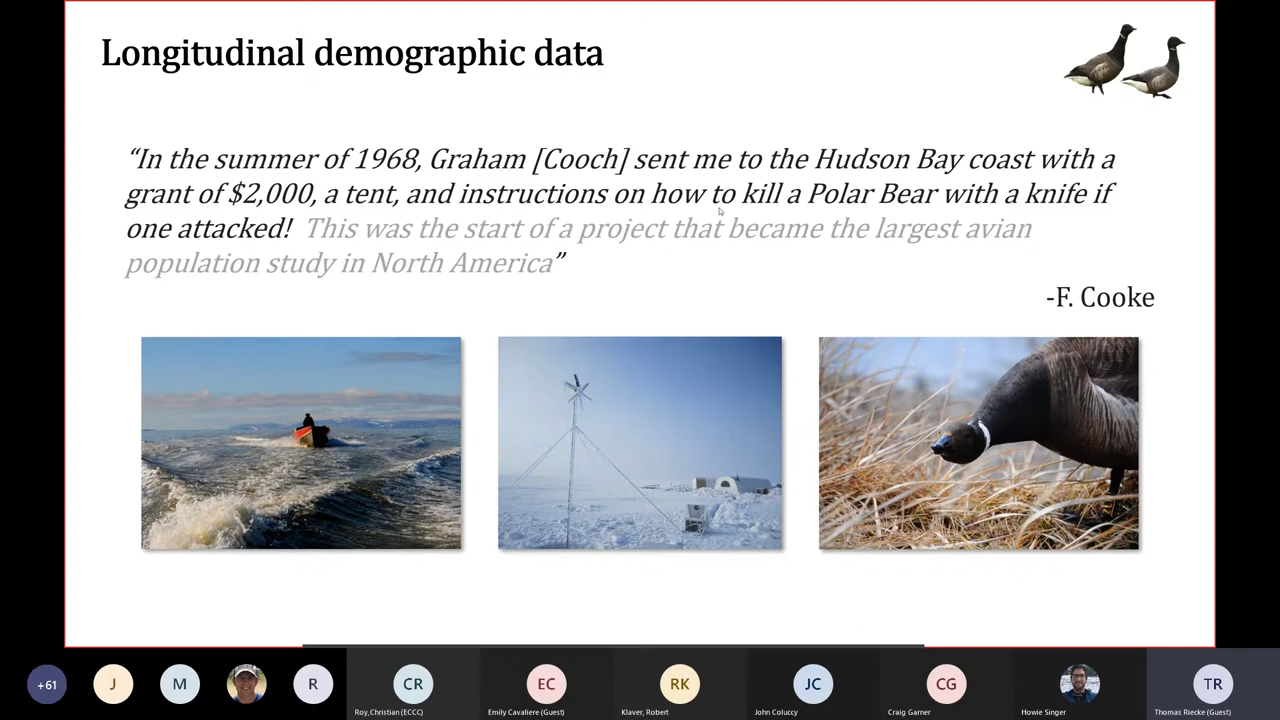 Longitudinal demographic data
“In the summer of 1968, Graham [Cooch] sent me to the Hudson Bay coast with a
grant of $2,000, a tent, and instructions on how to kill a Polar Bear with a knife if
one attacked! This was the start of a project that became the largest avian
population study in North America”
-F. Cooke
+61
J
M
R
CR
EC
RK
JC
CG
TR
Roy,Christian (ECCC)
Emily Cavaliere (Guest)
Klaver, Robert
John Coluccy
Craig Garner
Howie Singer
Thomas Riecke (Guest)